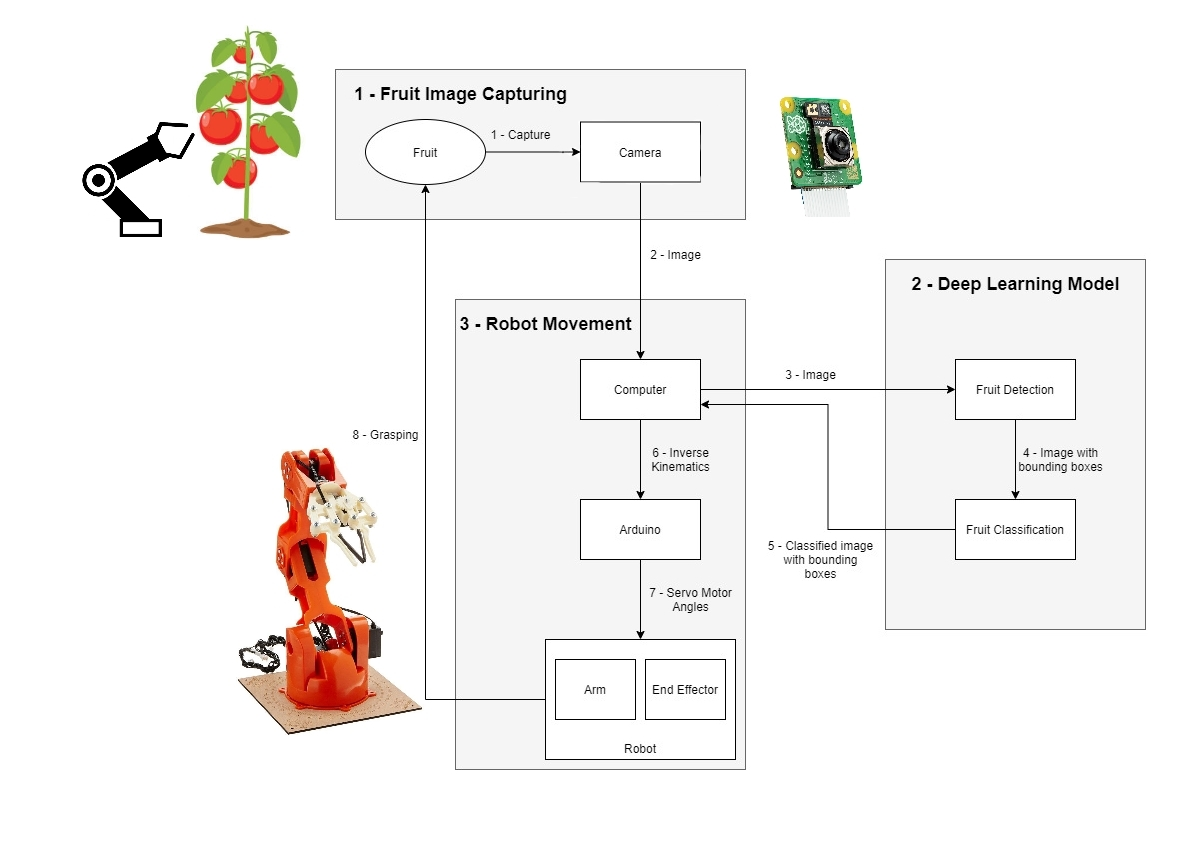 1 - Fruit Image Capturing
Fruit
1 - Capture
Camera
2 - Image
2 - Deep Learning Model
3 - Robot Movement
Computer
3 - Image
Fruit Detection
8 - Grasping
6 - Inverse
Kinematics
4 - Image with
bounding boxes
Arduino
Fruit Classification
5 - Classified image
with bounding
boxes
7 - Servo Motor
Angles
Arm
End Effector
Robot